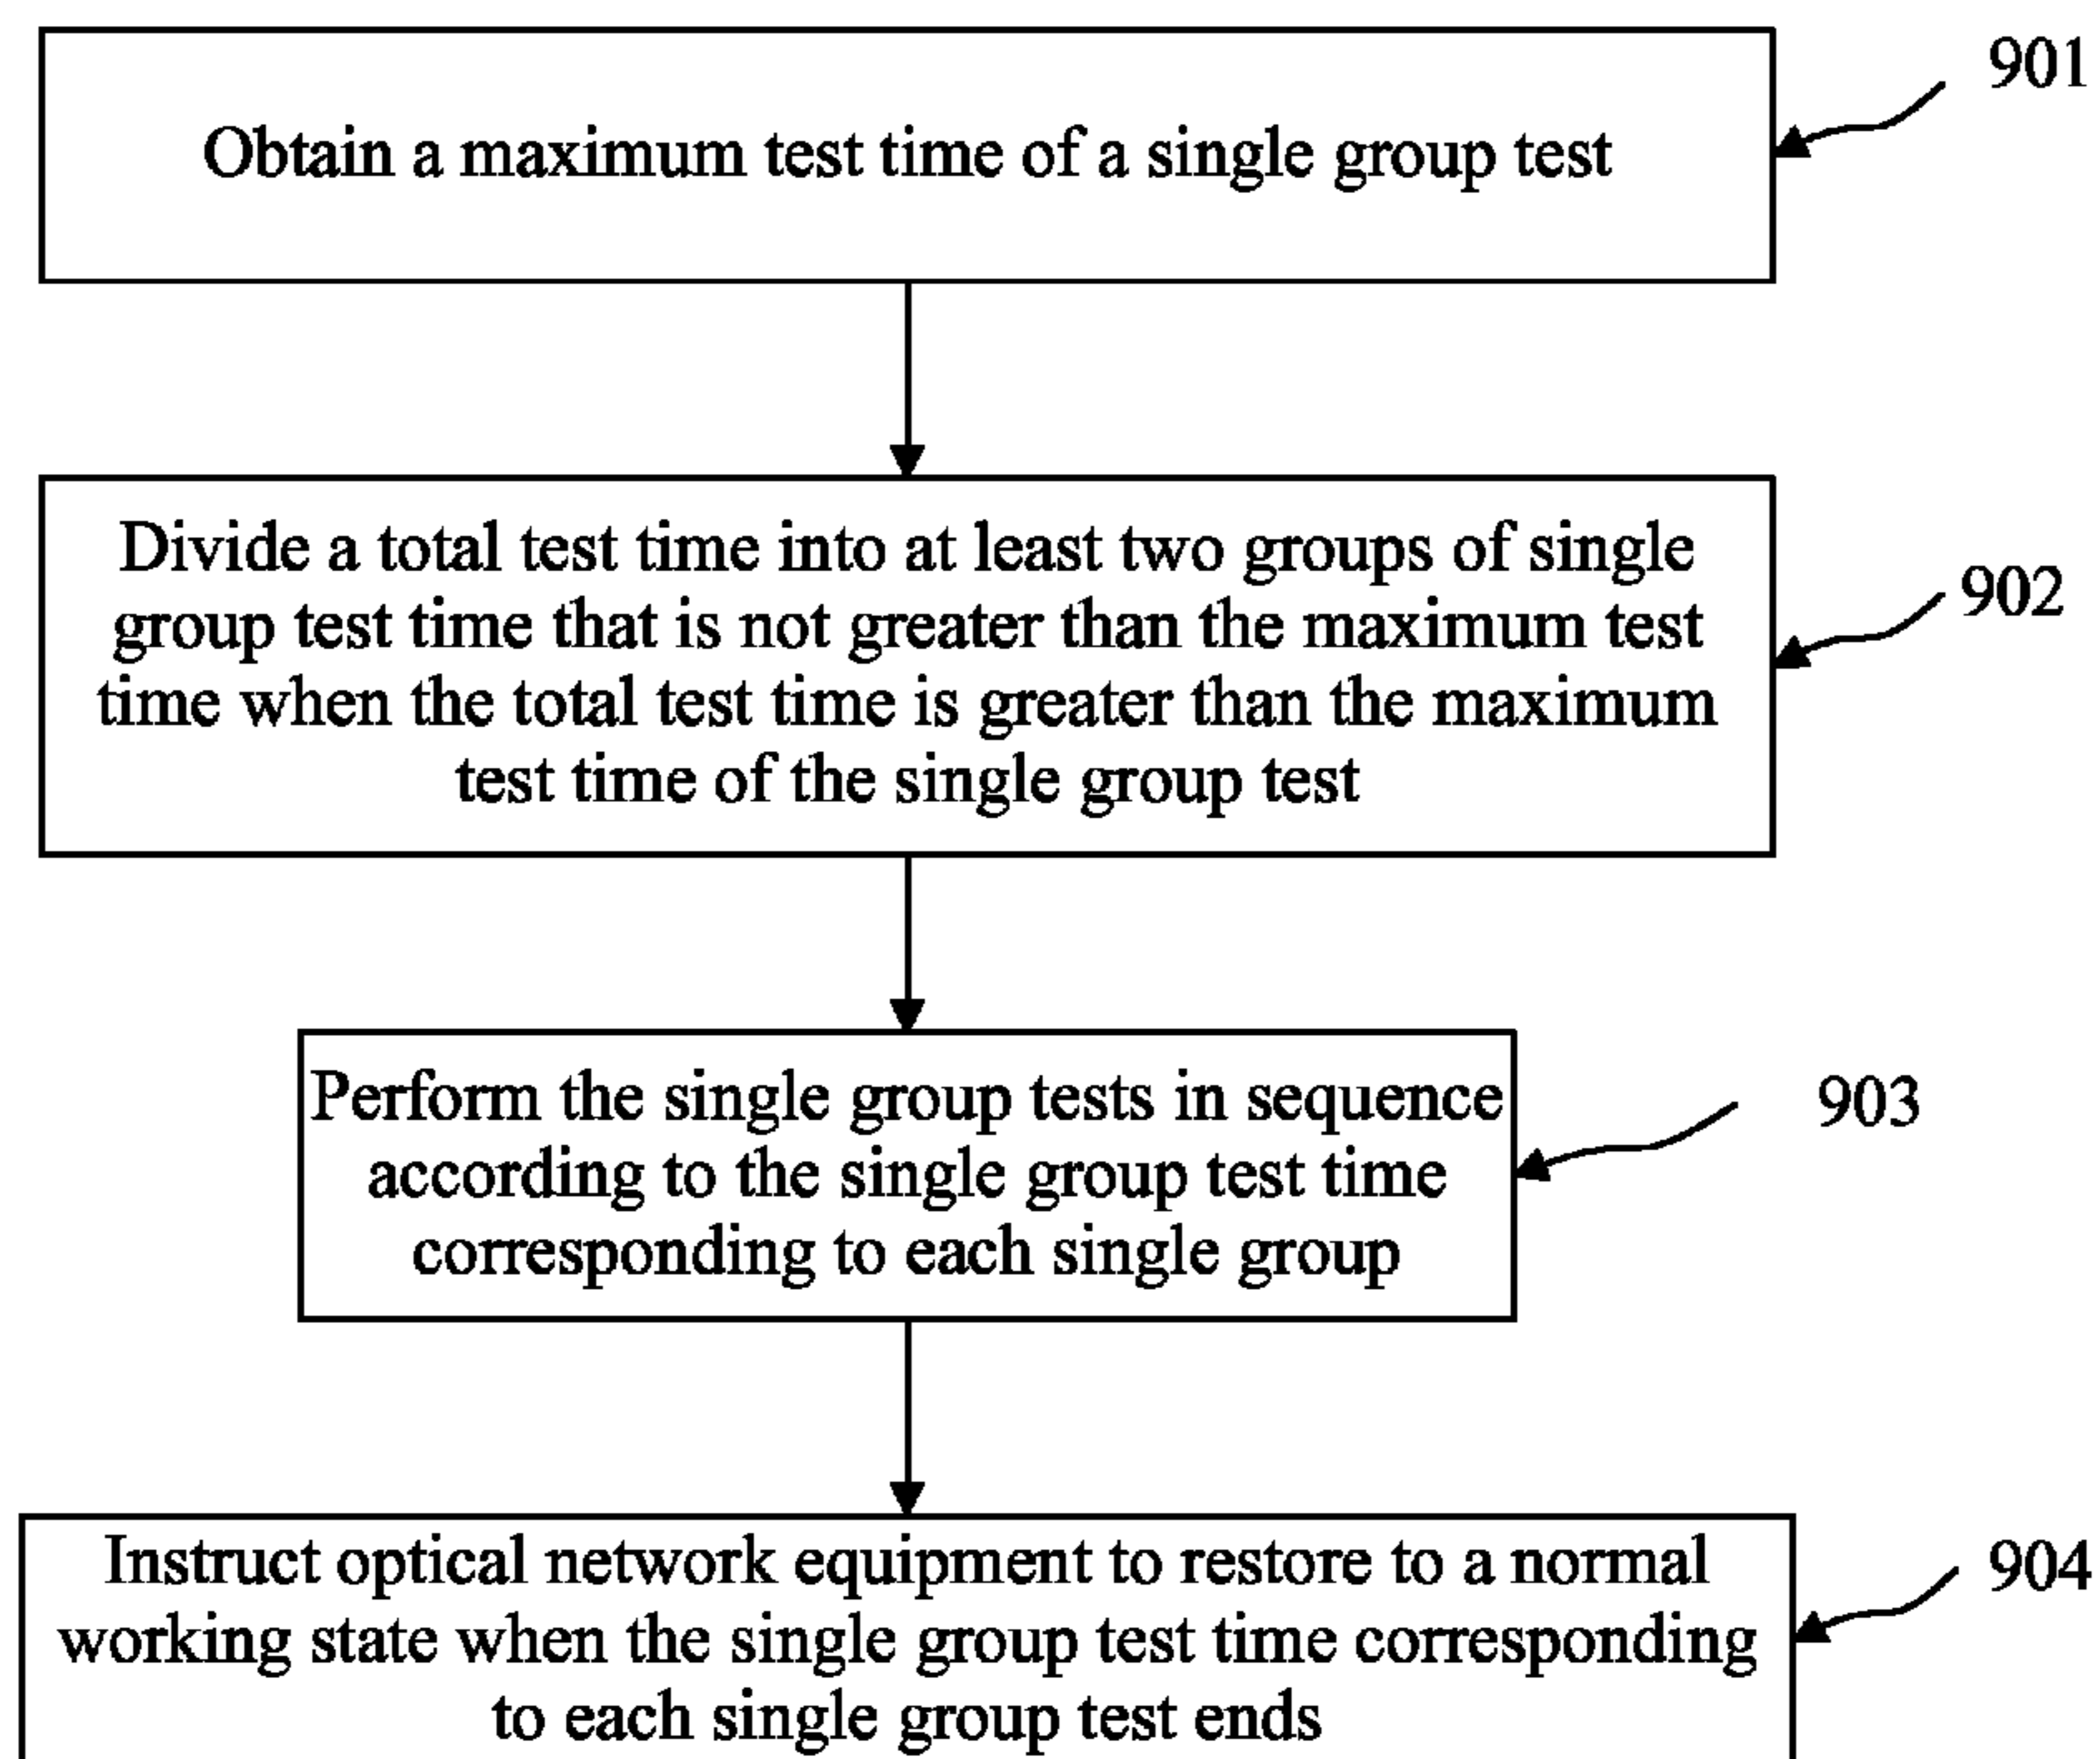 901
Obtain a maximum test time of a single group test
Divide a total test time into at least two groups of single
group test time that is not greater than the maximum test
time when the total test time is greater than the maximum
test time of the single group test
902
Perform the single group tests in sequence
according to the single group test time
corresponding to each single group
903
Instruct optical network equipment to restore to a normal
working state when the single group test time corresponding
to each single group test ends
904